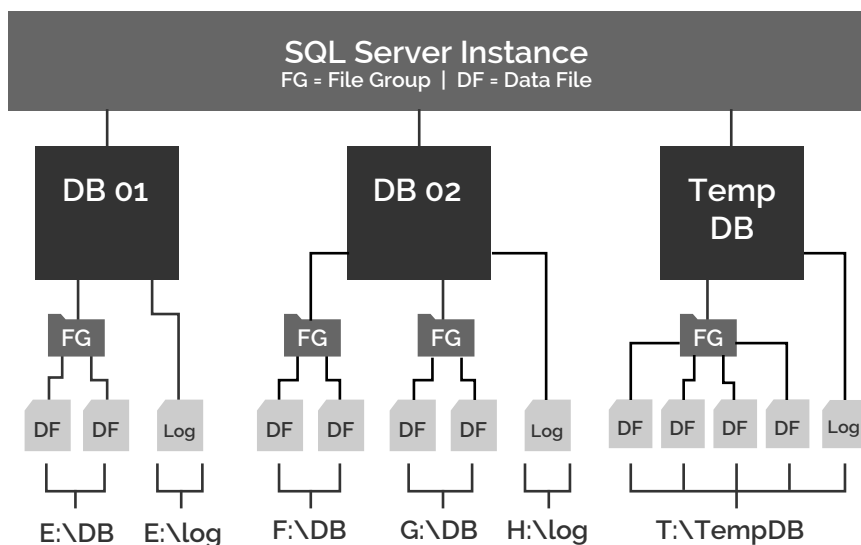 SQL Server Instance
FG = File Group | DF = Data File
DB 01
DB 02
Temp
DB
FG
FG
FG
FG
DF
DF
Log
DF
DF
DF
DF
Log
DF
DF
DF
DF
Log
E:\DB
E:\log
F:\DB
G:\DB
H:\log
T:\TempDB